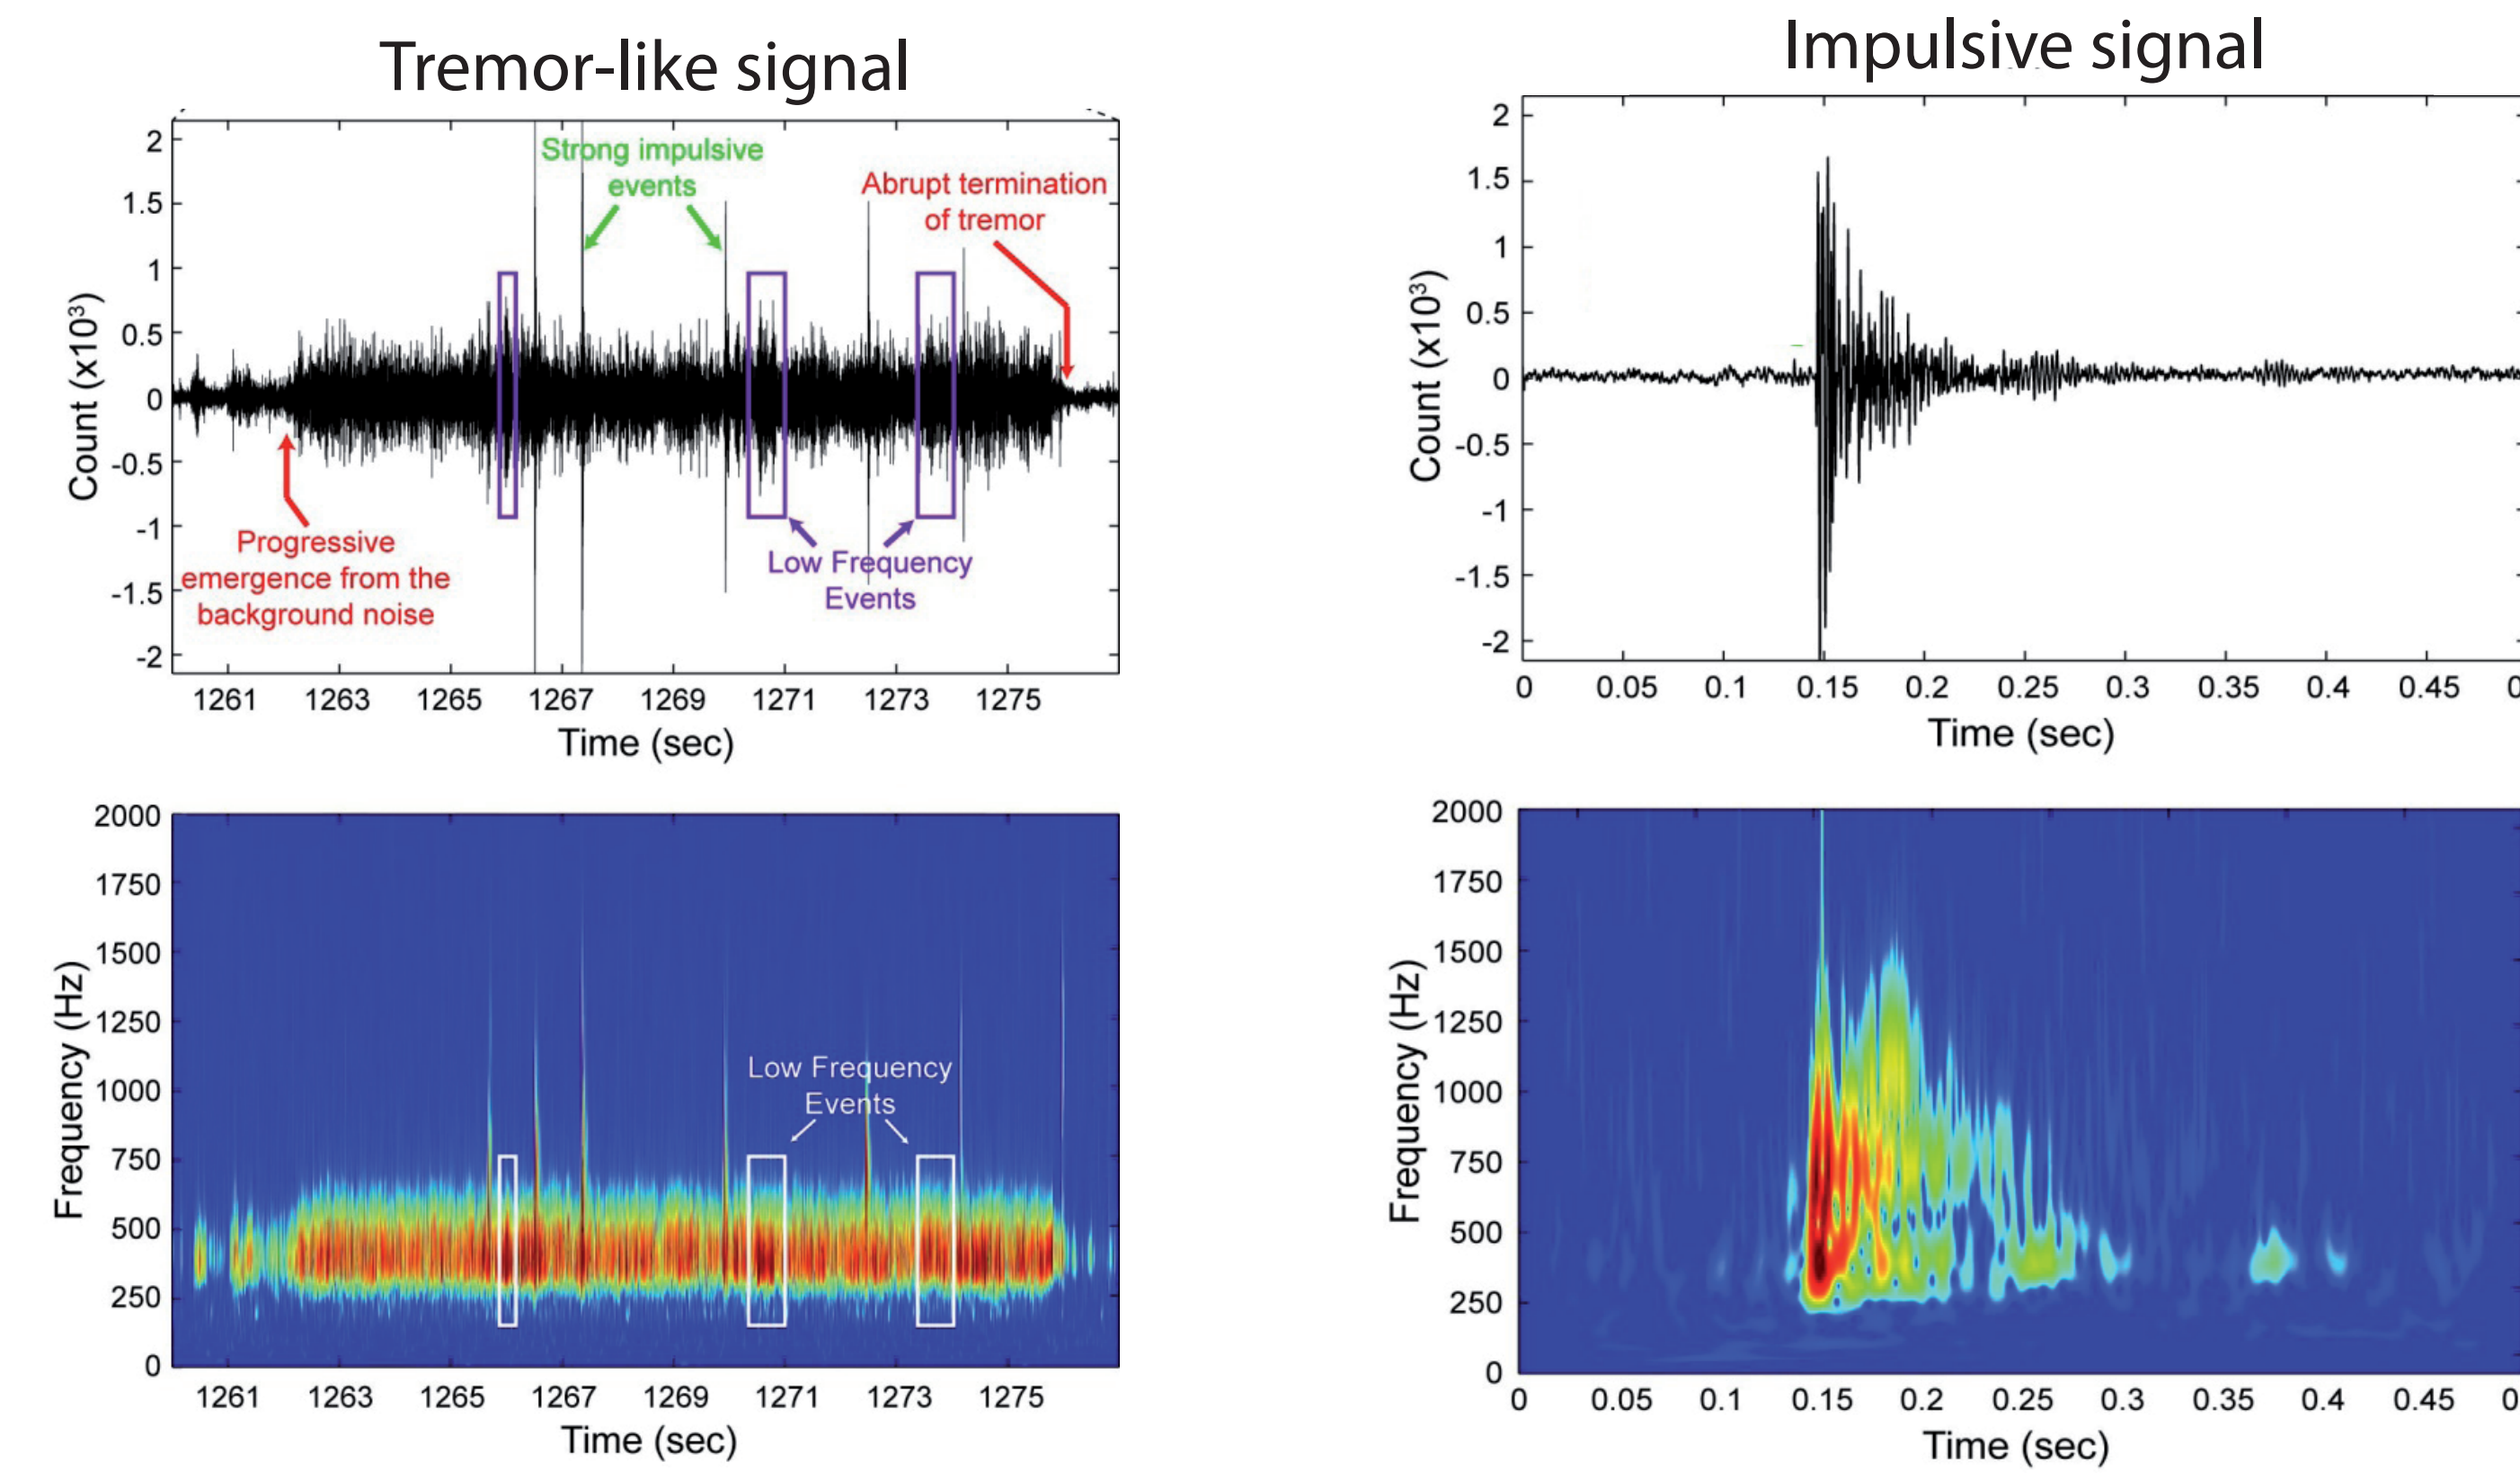 Tremor-like signal
Impulsive signal
2
1.5
1
0.5
0
-0.5
-1
-1.5
-2
Count (x10³)
Strong impulsive
events
Abrupt termination
of tremor
Progressive
emergence from the
background noise
Low Frequency
Events
1261 1263 1265 1267 1269 1271 1273 1275
Time (sec)
2
1.5
1
0.5
0
-0.5
-1
-1.5
-2
Count (x10³)
0 0.05 0.1 0.15 0.2 0.25 0.3 0.35 0.4 0.45
Time (sec)
2000
1750
1500
1250
1000
750
500
250
0
Frequency (Hz)
Low Frequency
Events
1261 1263 1265 1267 1269 1271 1273 1275
Time (sec)
2000
1750
1500
1250
1000
750
500
250
0
Frequency (Hz)
0 0.05 0.1 0.15 0.2 0.25 0.3 0.35 0.4 0.45
Time (sec)